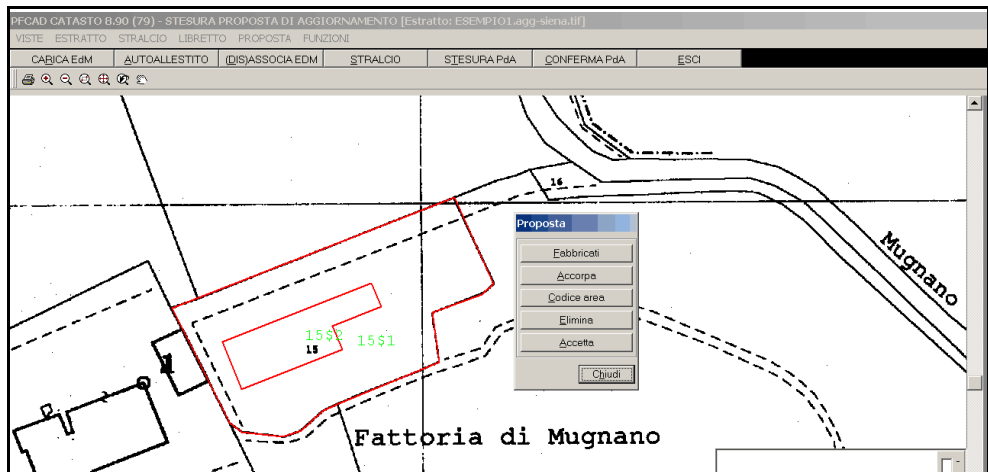 PFCAD CATASTO 8.90 (79) - STESURA PROPOSTA DI AGGIORNAMENTO [Estratto: ESEMPIO1.agg-siena.tif]
VISTE ESTRATTO STRALCIO LIBRETTO PROPOSTA FUNZIONI
CARICA EdM AUTOALLESTITO (DIS)ASSOCIA EDM STRALCIO STESURA PdA CONFERMA PdA ESCI
16
Proposta
Fabbricati
Accorpa
Codice area
Elimina
Accetta
Chiudi
Mugnano
15$2 15$1
15
Fattoria di Mugnano